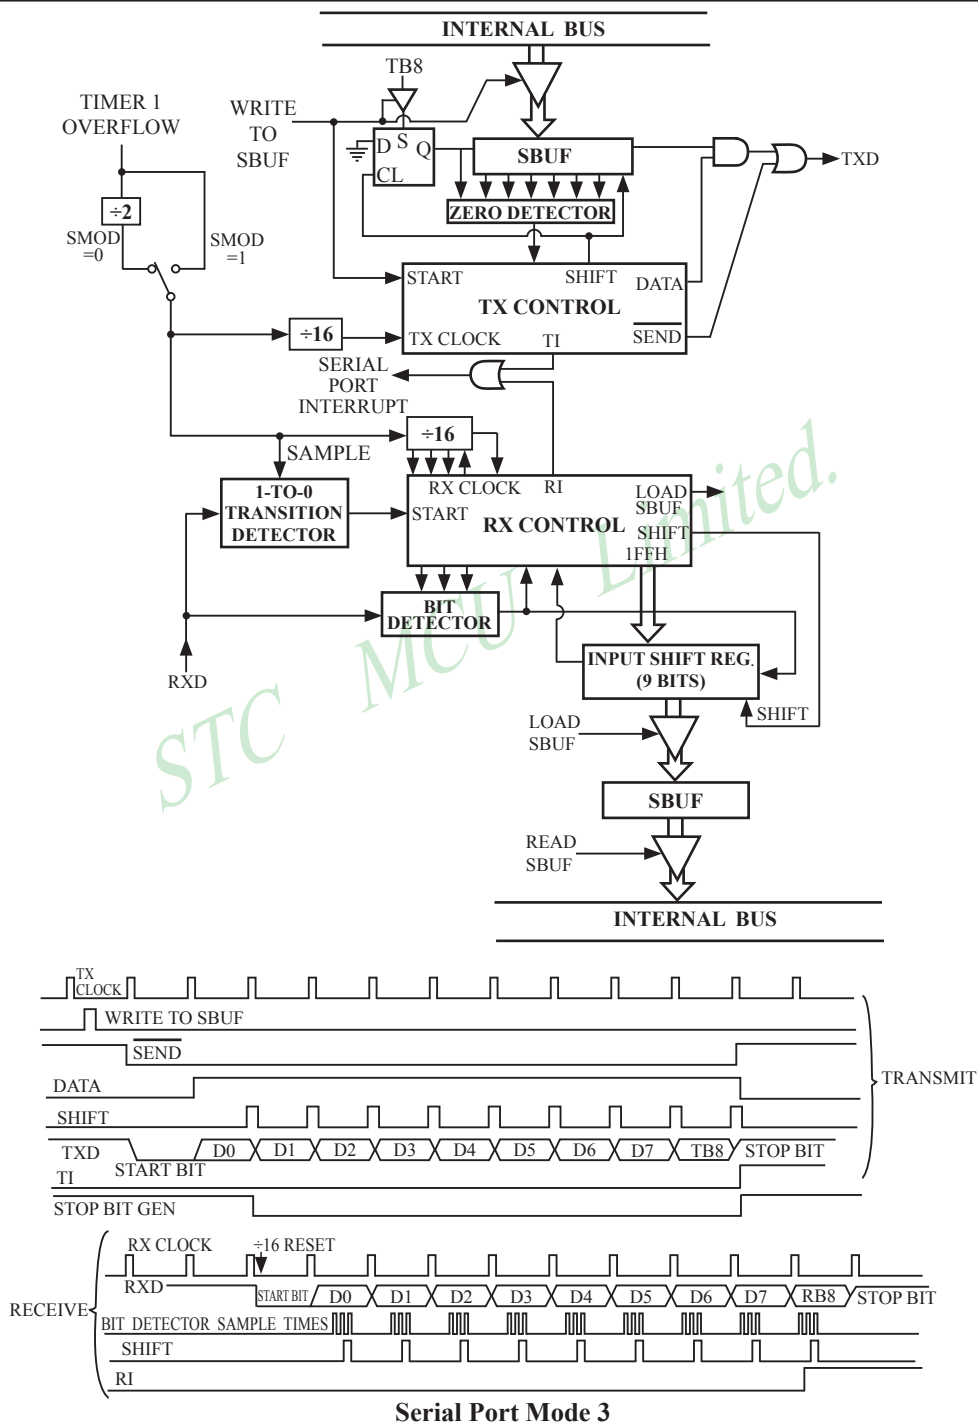 INTERNAL BUS
TB8
TIMER 1
OVERFLOW
WRITE
TO
SBUF
D S Q
CL
SBUF
TXD
÷2
ZERO DETECTOR
SMOD
=0
SMOD
=1
START
SHIFT
DATA
TX CONTROL
÷16
TX CLOCK
TI
SEND
SERIAL
PORT
INTERRUPT
÷16
SAMPLE
RX CLOCK
RI
LOAD
SBUF
1-TO-0
TRANSITION
DETECTOR
START
RX CONTROL
SHIFT
1FFH
BIT
DETECTOR
RXD
INPUT SHIFT REG.
(9 BITS)
SHIFT
LOAD
SBUF
SBUF
READ
SBUF
INTERNAL BUS
STC MCU Limited.
TX
CLOCK
WRITE TO SBUF
SEND
DATA
TRANSMIT
SHIFT
TXD
START BIT
D0 D1 D2 D3 D4 D5 D6 D7 TB8 STOP BIT
TI
STOP BIT GEN
RX CLOCK
÷16 RESET
RXD
START BIT D0 D1 D2 D3 D4 D5 D6 D7 RB8 STOP BIT
RECEIVE
BIT DETECTOR SAMPLE TIMES
SHIFT
RI
Serial Port Mode 3